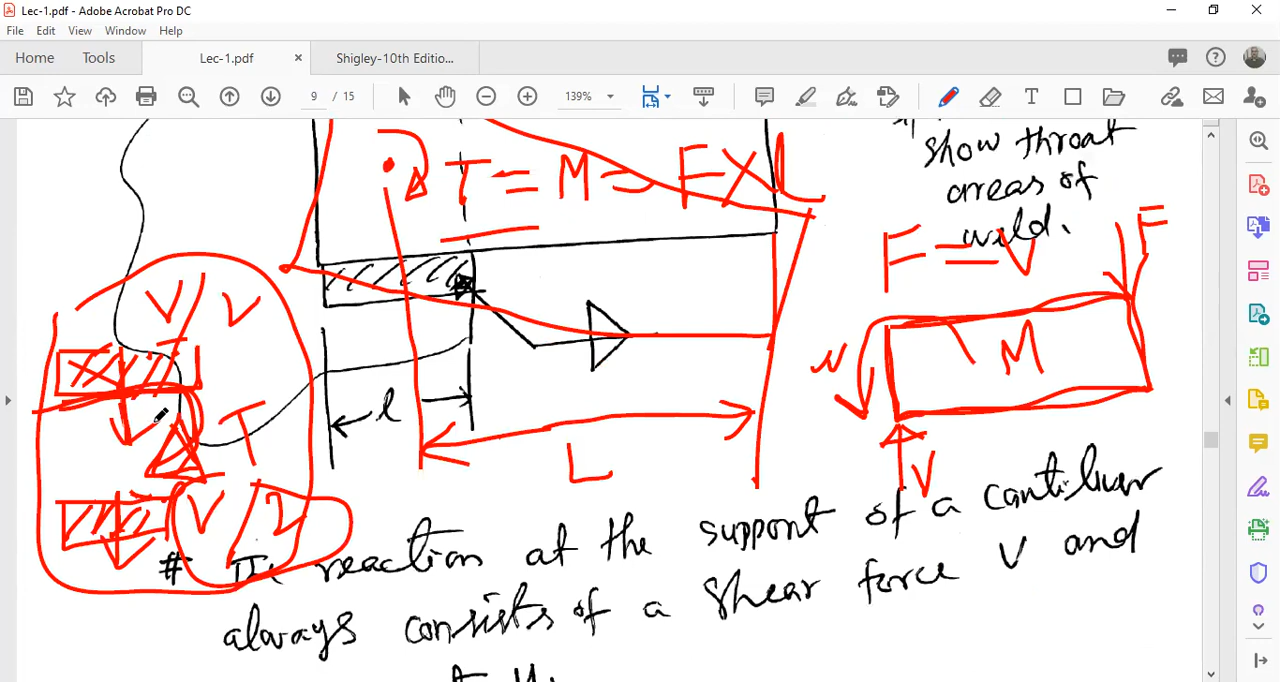 Lec-1.pdf - Adobe Acrobat Pro DC
File Edit View Window Help
Home Tools Lec-1.pdf × Shigley-10th Editio...
9 / 15 139%
show throat
areas of
weld.
T = M = F X l
F = V
F
M
M
V
V/V
T
V/2
l
L
# The reaction at the support of a cantiliver
always consists of a shear force V and